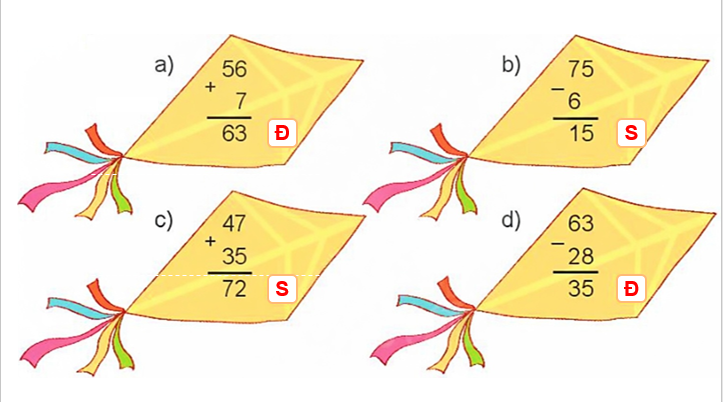 a) 56
+
7
63 Đ
b) 75
−
6
15 S
c) 47
+
35
72 S
d) 63
−
28
35 Đ